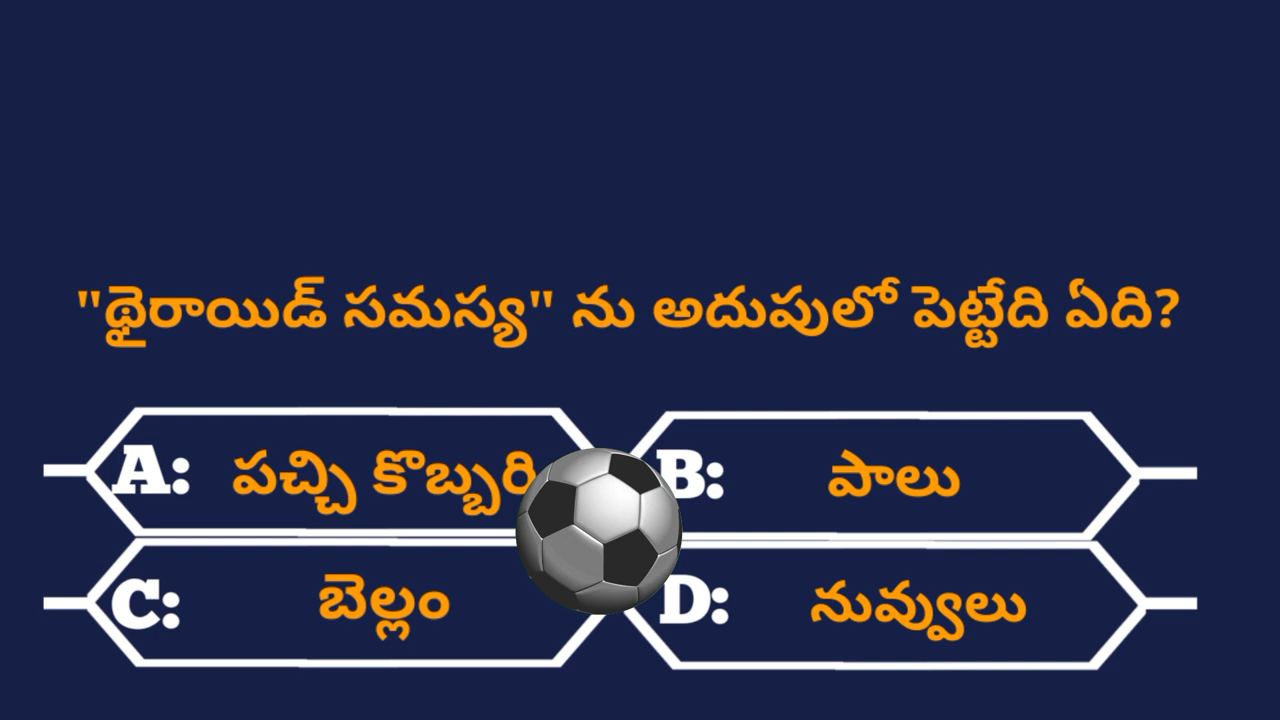 "థైరాయిడ్ సమస్య" ను అదుపులో పెట్టేది ఏది?
A: పచ్చి కొబ్బరి
B: పాలు
C: బెల్లం
D: నువ్వులు